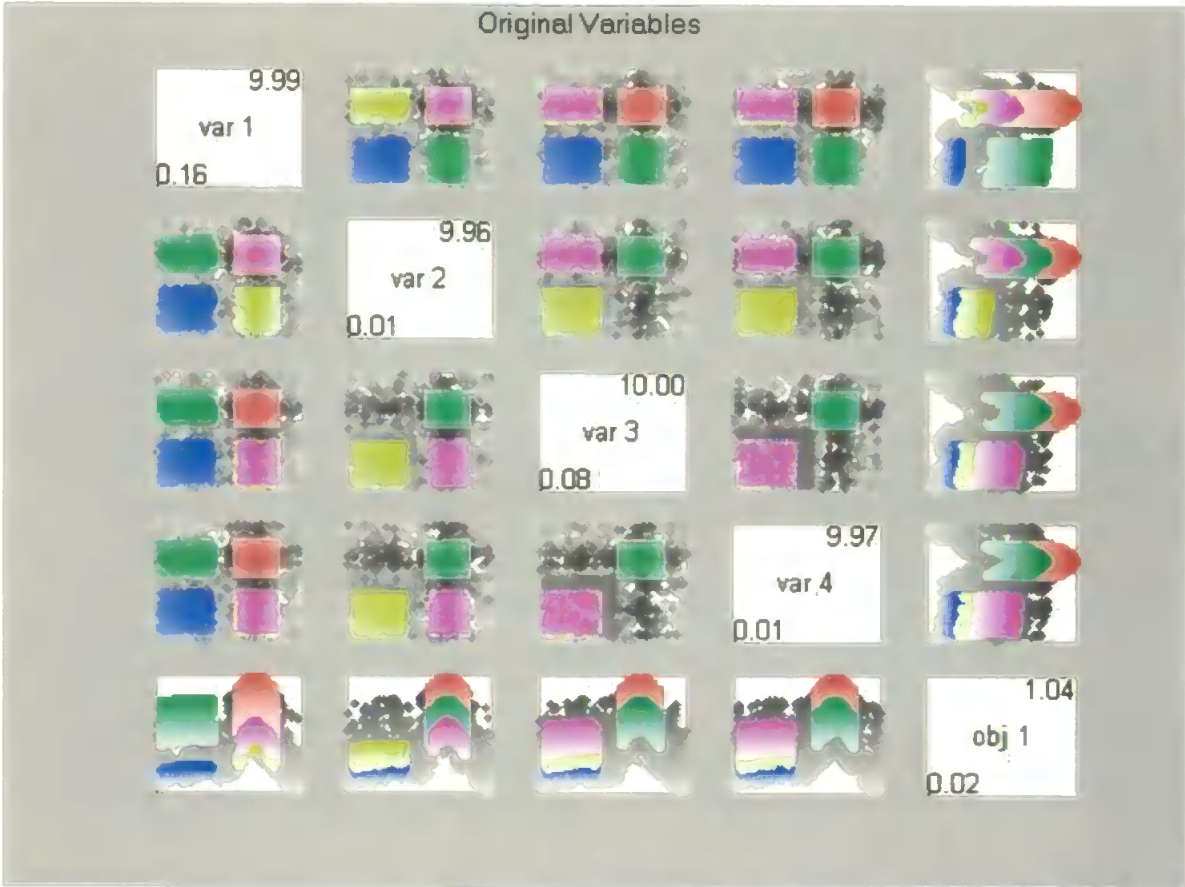 Original Variables
9.99
var 1
0.16
9.96
var 2
0.01
10.00
var 3
0.08
9.97
var 4
0.01
1.04
obj 1
0.02